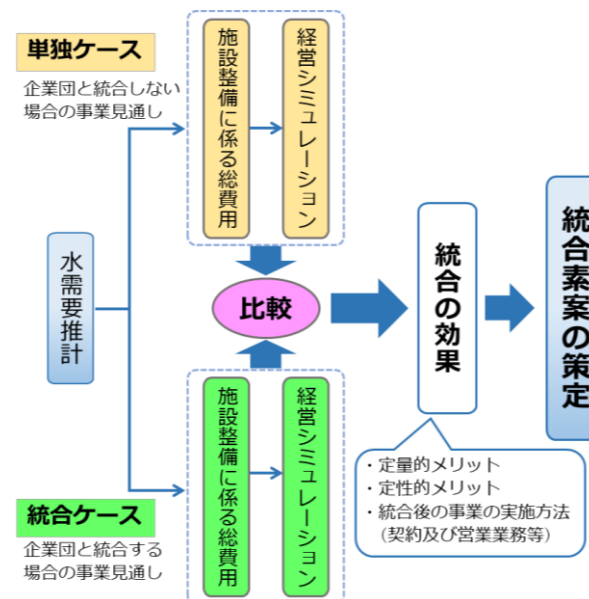 単独ケース
企業団と統合しない
場合の事業見通し
施設整備に係る総費用
経営シミュレーション
水需要推計
比較
統合の効果
統合素案の策定
施設整備に係る総費用
経営シミュレーション
統合ケース
企業団と統合する
場合の事業見通し
・定量的メリット
・定性的メリット
・統合後の事業の実施方法
(契約及び営業業務等)